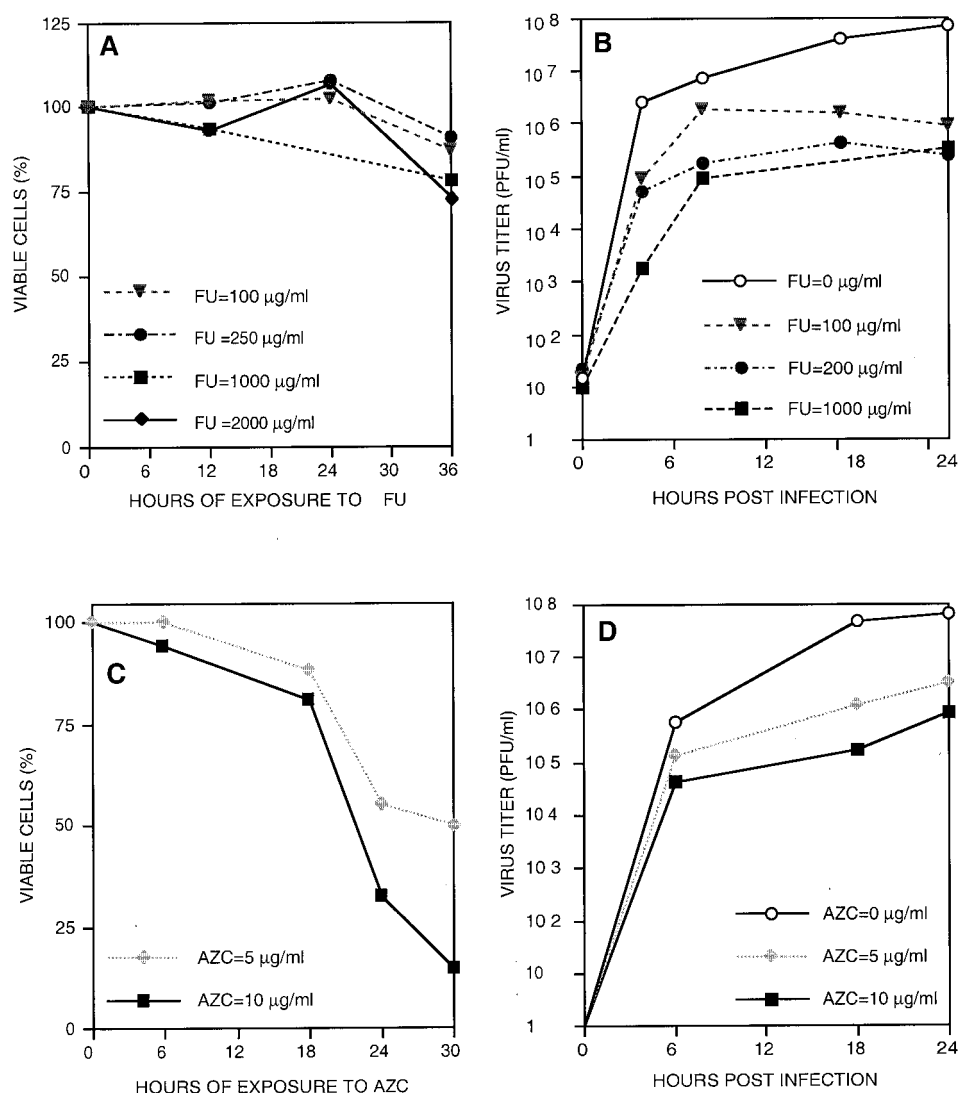 A
VIABLE CELLS (%)
125
100
75
50
25
0
FU=100 µg/ml
FU =250 µg/ml
FU=1000 µg/ml
FU =2000 µg/ml
0 6 12 18 24 30 36
HOURS OF EXPOSURE TO FU
B
VIRUS TITER (PFU/ml)
10 8
10 7
10 6
10 5
10 4
10 3
10 2
10
1
FU=0 µg/ml
FU=100 µg/ml
FU=200 µg/ml
FU=1000 µg/ml
0 6 12 18 24
HOURS POST INFECTION
C
VIABLE CELLS (%)
100
75
50
25
0
AZC=5 µg/ml
AZC=10 µg/ml
0 6 12 18 24 30
HOURS OF EXPOSURE TO AZC
D
VIRUS TITER (PFU/ml)
10 8
10 7
10 6
10 5
10 4
10 3
10 2
10
1
AZC=0 µg/ml
AZC=5 µg/ml
AZC=10 µg/ml
0 6 12 18 24
HOURS POST INFECTION